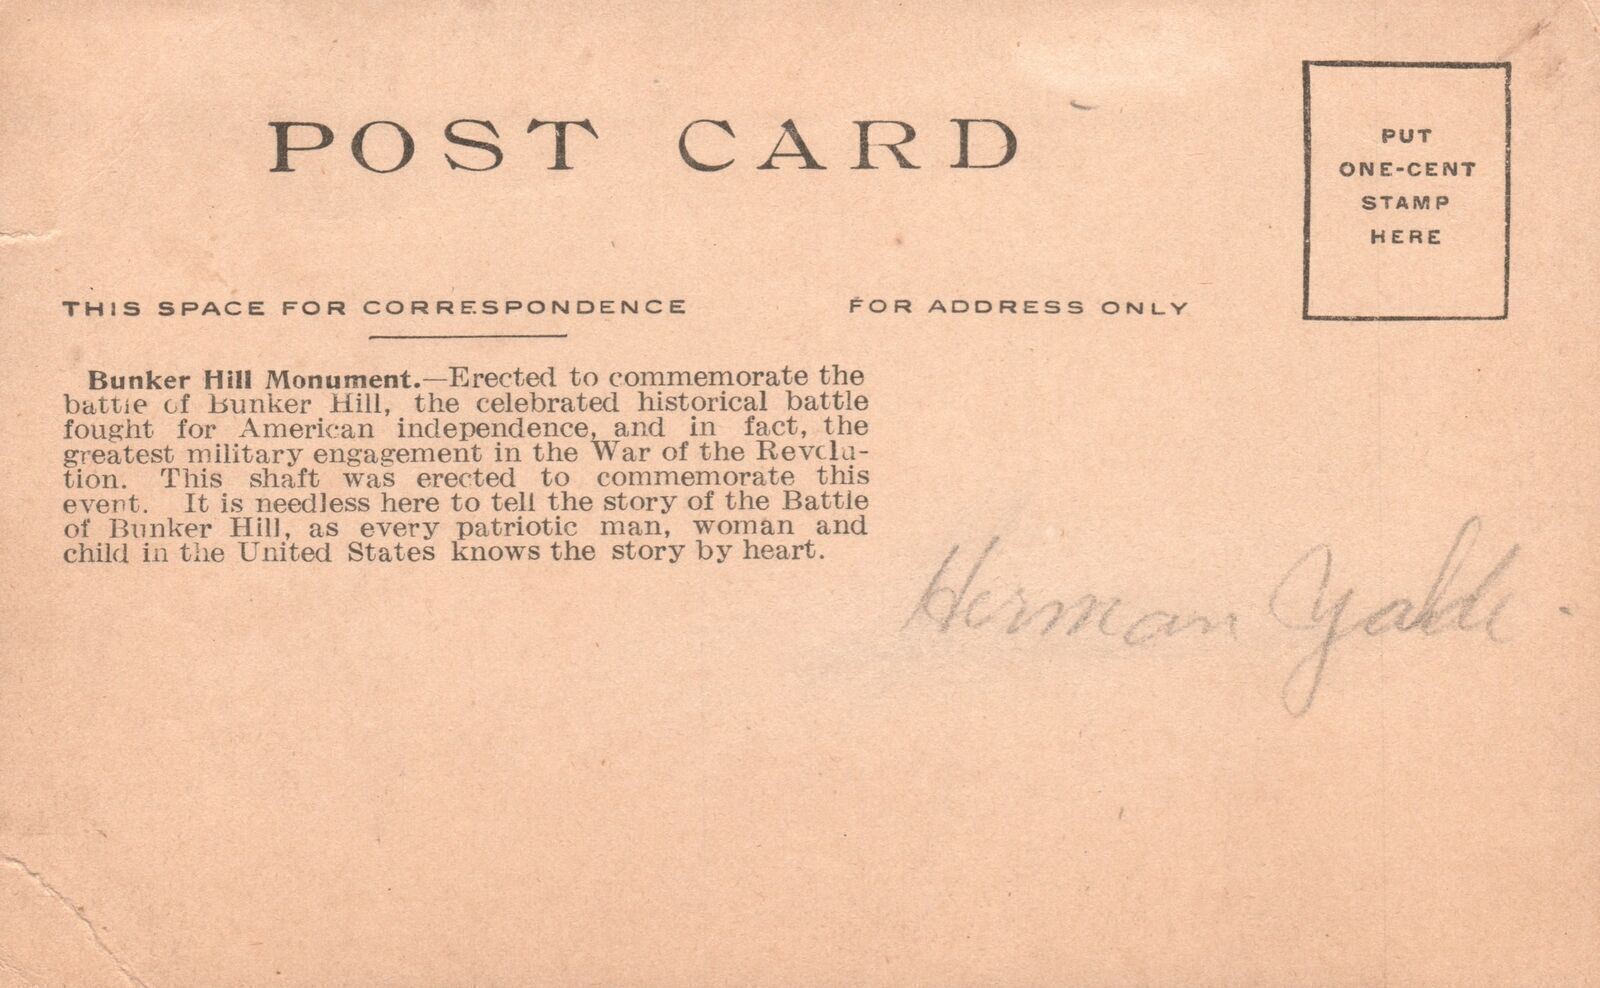 POST CARD
PUT
ONE-CENT
STAMP
HERE
THIS SPACE FOR CORRESPONDENCE
FOR ADDRESS ONLY
Bunker Hill Monument.—Erected to commemorate the
battle of Bunker Hill, the celebrated historical battle
fought for American independence, and in fact, the
greatest military engagement in the War of the Revolu-
tion. This shaft was erected to commemorate this
event. It is needless here to tell the story of the Battle
of Bunker Hill, as every patriotic man, woman and
child in the United States knows the story by heart.
Herman